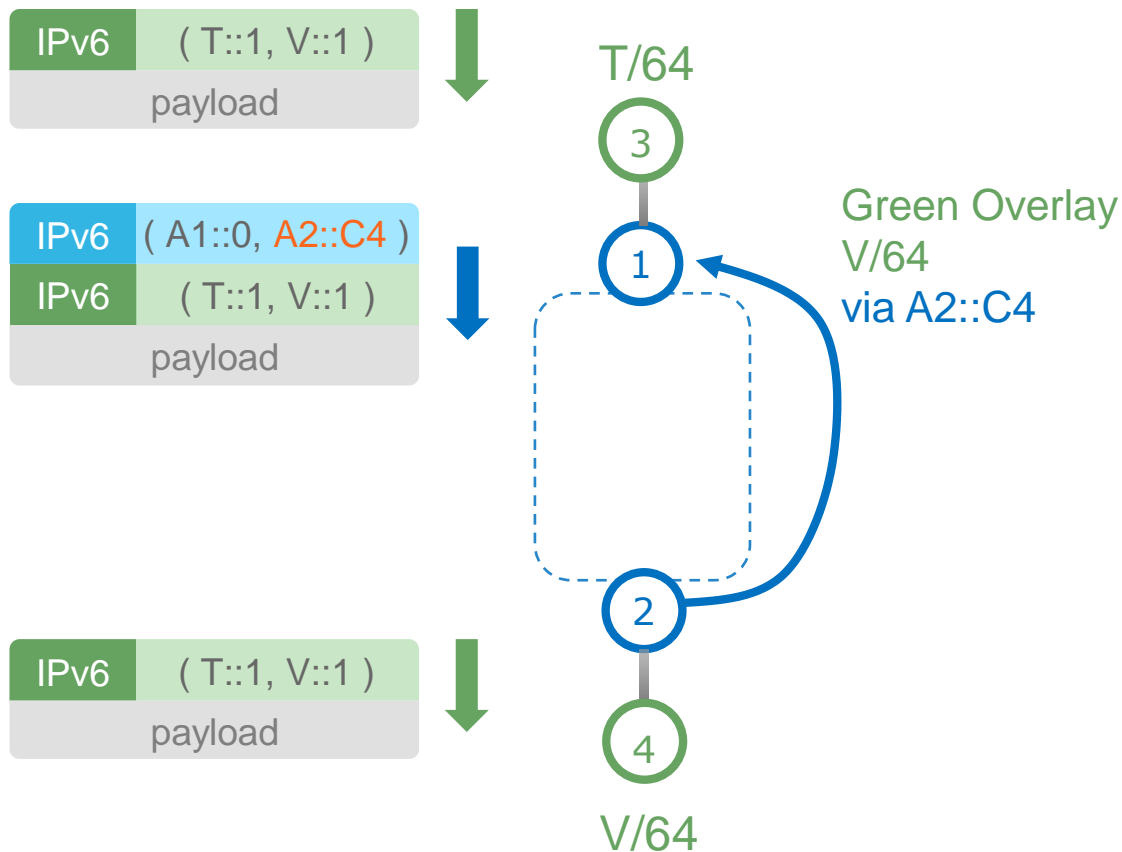 IPv6 ( T::1, V::1 )
payload
IPv6 ( A1::0, A2::C4 )
IPv6 ( T::1, V::1 )
payload
IPv6 ( T::1, V::1 )
payload
T/64
3
1
Green Overlay
V/64
via A2::C4
2
4
V/64